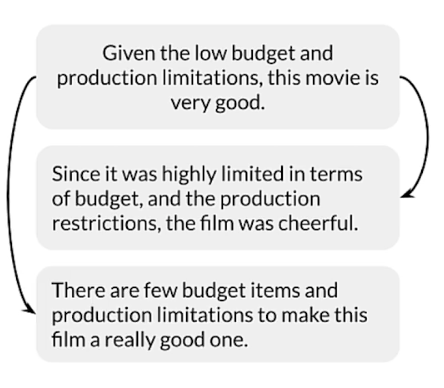 Given the low budget and
production limitations, this movie is
very good.
Since it was highly limited in terms
of budget, and the production
restrictions, the film was cheerful.
There are few budget items and
production limitations to make this
film a really good one.